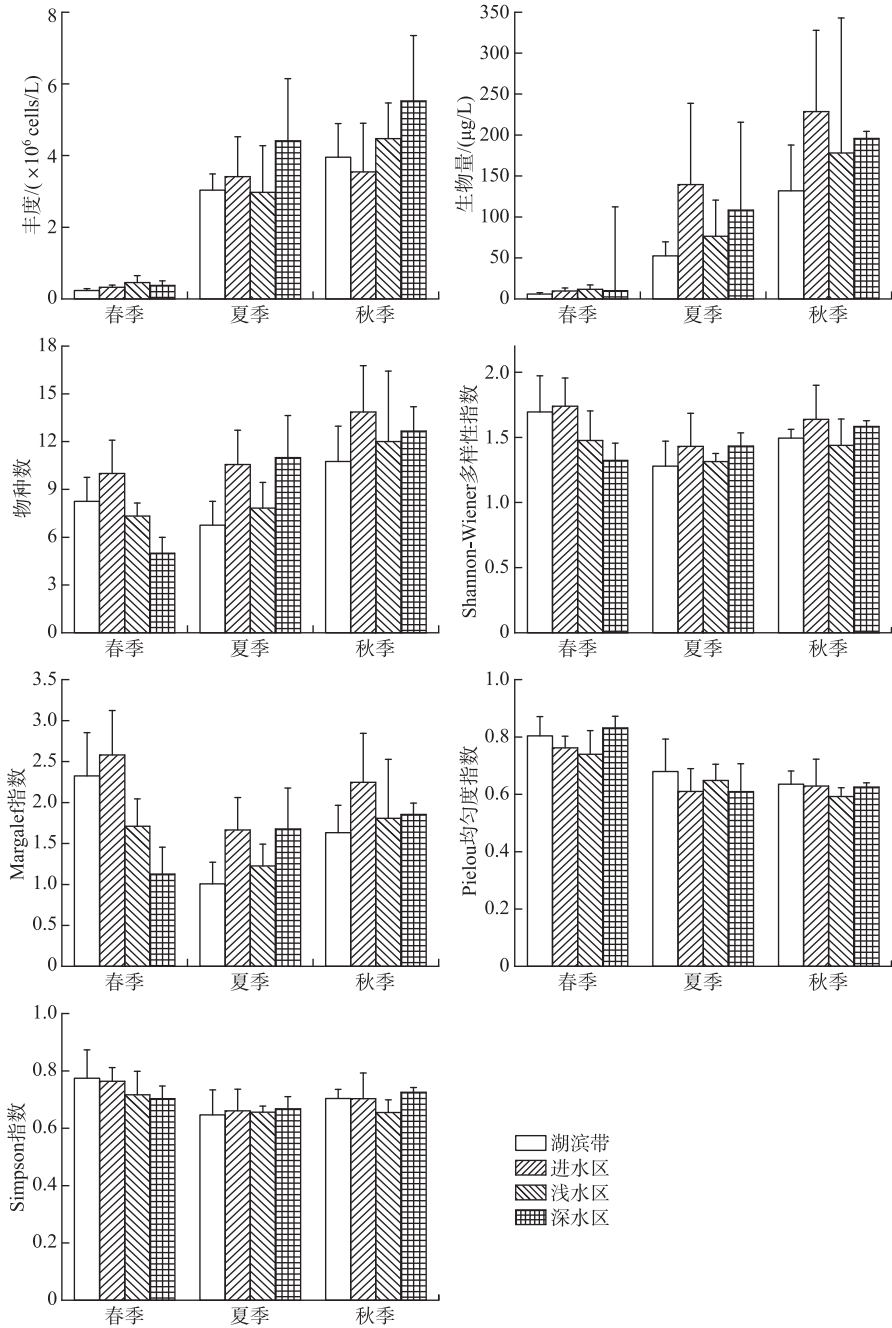 8
6
4
2
0
丰度/(×10⁶ cells/L)
春季
夏季
秋季
350
300
250
200
150
100
50
0
生物量/(μg/L)
春季
夏季
秋季
18
15
12
9
6
3
0
物种数
春季
夏季
秋季
2.0
1.5
1.0
0.5
0
Shannon-Wiener多样性指数
春季
夏季
秋季
3.5
3.0
2.5
2.0
1.5
1.0
0.5
0
Margalef指数
春季
夏季
秋季
1.0
0.8
0.6
0.4
0.2
0
Pielou均匀度指数
春季
夏季
秋季
1.0
0.8
0.6
0.4
0.2
0
Simpson指数
春季
夏季
秋季
湖滨带
进水区
浅水区
深水区